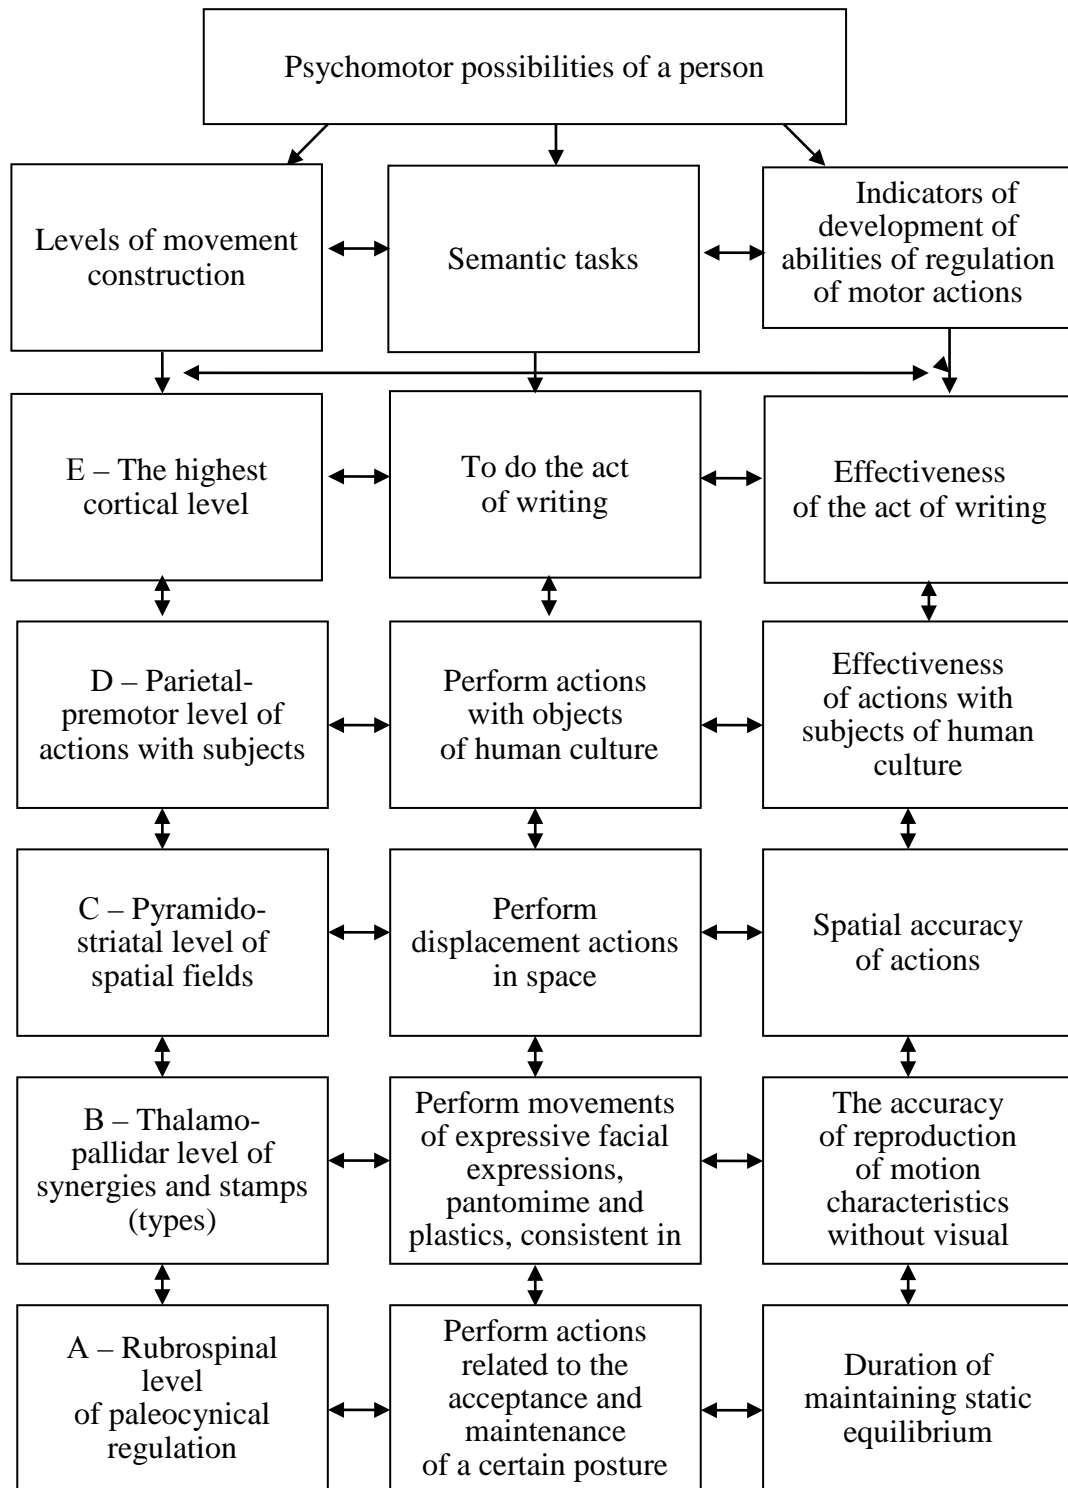 Psychomotor possibilities of a person
Levels of movement
construction
Semantic tasks
Indicators of
development of
abilities of regulation
of motor actions
E – The highest
cortical level
To do the act
of writing
Effectiveness
of the act of writing
D – Parietal-
premotor level of
actions with subjects
Perform actions
with objects
of human culture
Effectiveness
of actions with
subjects of human
culture
C – Pyramido-
striatal level of
spatial fields
Perform
displacement actions
in space
Spatial accuracy
of actions
B – Thalamo-
pallidar level of
synergies and stamps
(types)
Perform movements
of expressive facial
expressions,
pantomime and
plastics, consistent in
The accuracy
of reproduction
of motion
characteristics
without visual
A – Rubrospinal
level
of paleocynical
regulation
Perform actions
related to the
acceptance and
maintenance
of a certain posture
Duration of
maintaining static
equilibrium